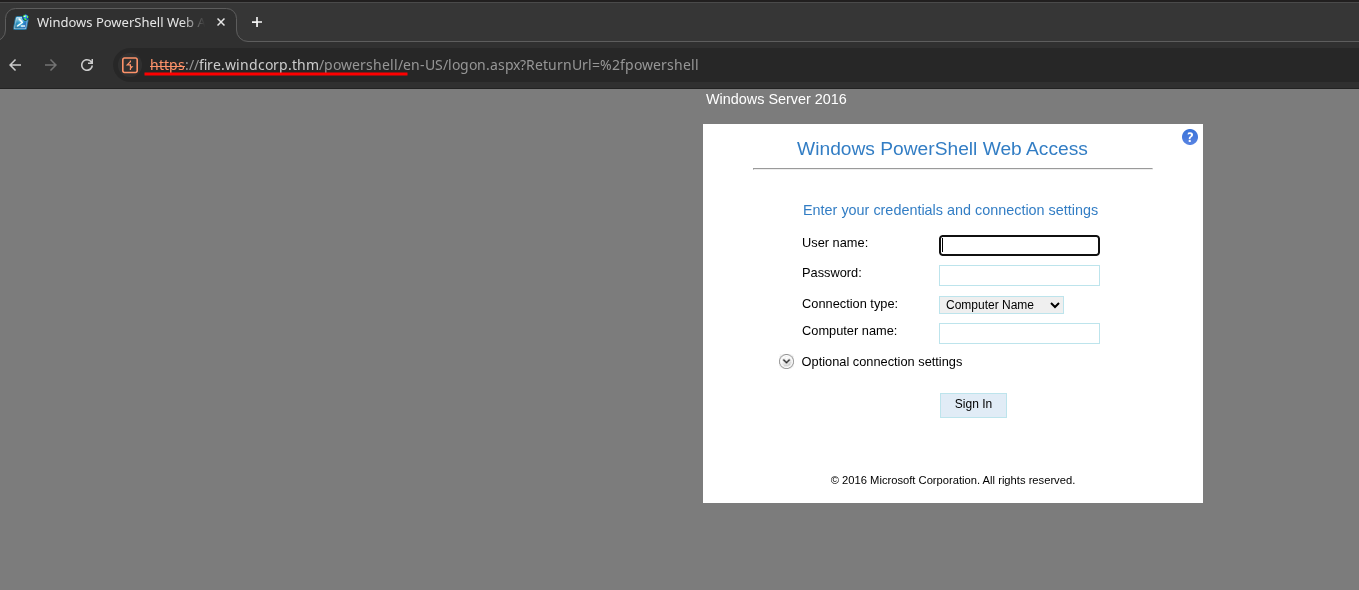 Windows PowerShell Web A
https://fire.windcorp.thm/powershell/en-US/logon.aspx?ReturnUrl=%2fpowershell
Windows Server 2016
?
Windows PowerShell Web Access
Enter your credentials and connection settings
User name:
Password:
Connection type: Computer Name
Computer name:
Optional connection settings
Sign In
© 2016 Microsoft Corporation. All rights reserved.